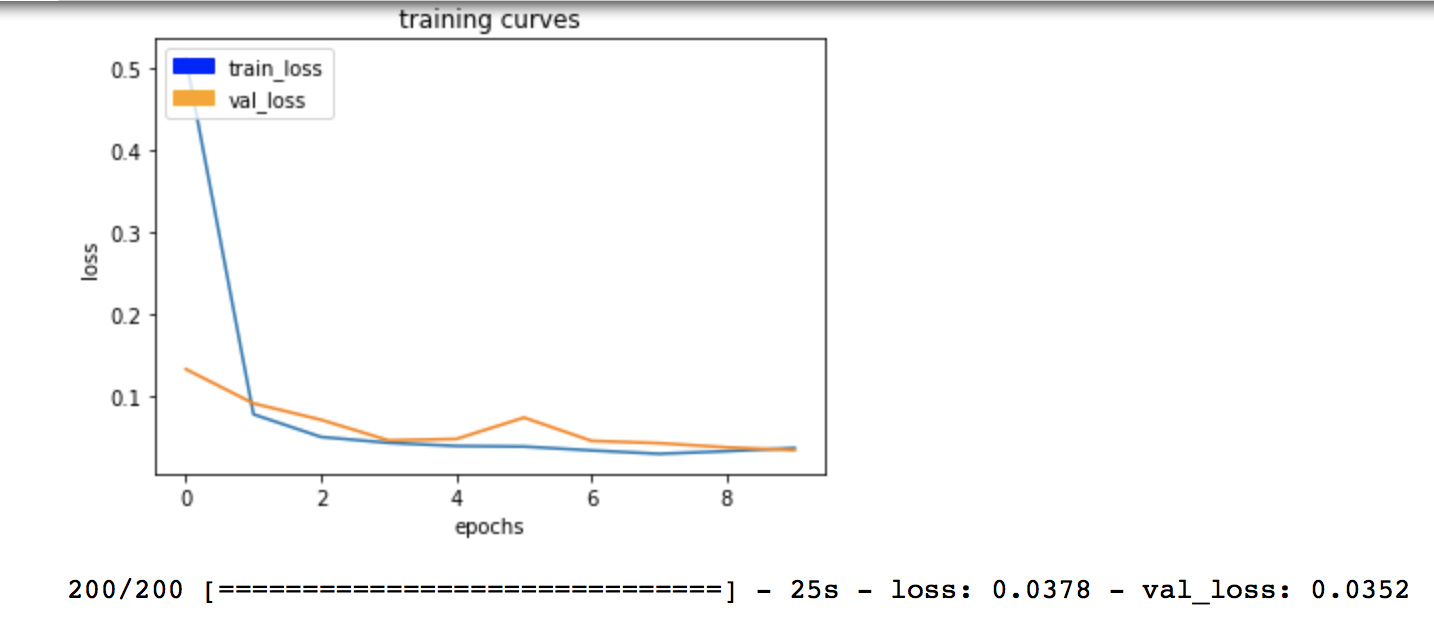 training curves
train_loss
val_loss
0.5
0.4
0.3
0.2
0.1
loss
0 2 4 6 8
epochs
200/200 [==============================] - 25s - loss: 0.0378 - val_loss: 0.0352